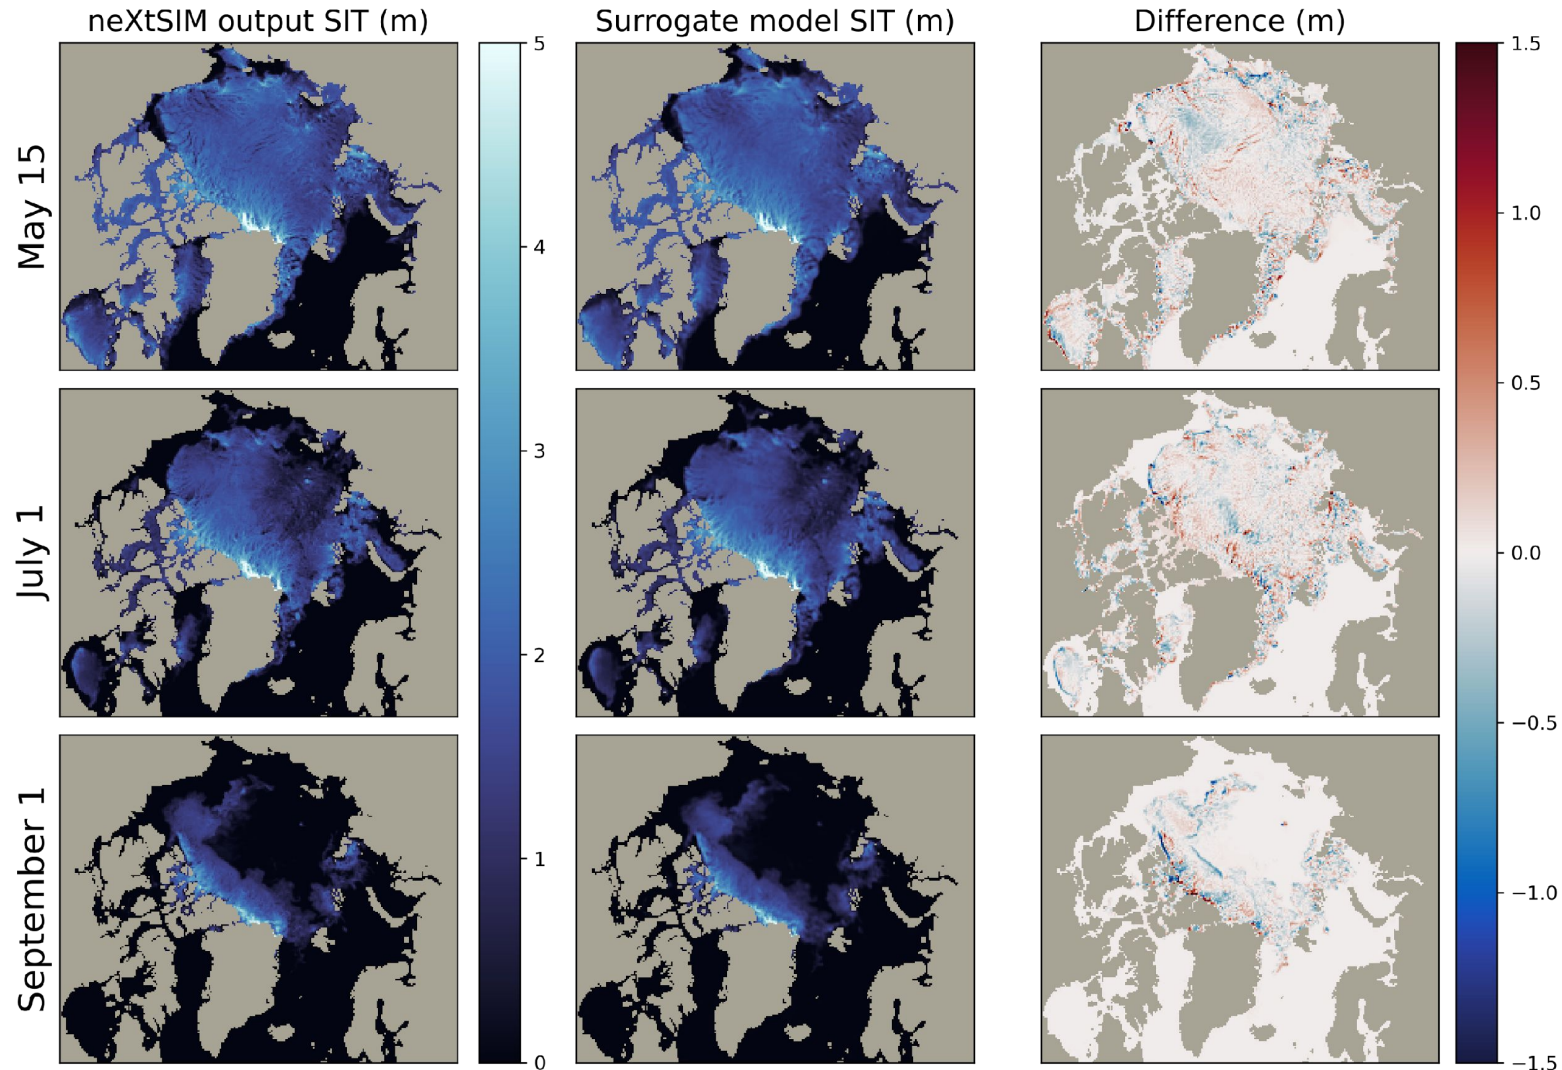 neXtSIM output SIT (m)
Surrogate model SIT (m)
Difference (m)
May 15
July 1
September 1
5
4
3
2
1
0
1.5
1.0
0.5
0.0
−0.5
−1.0
−1.5